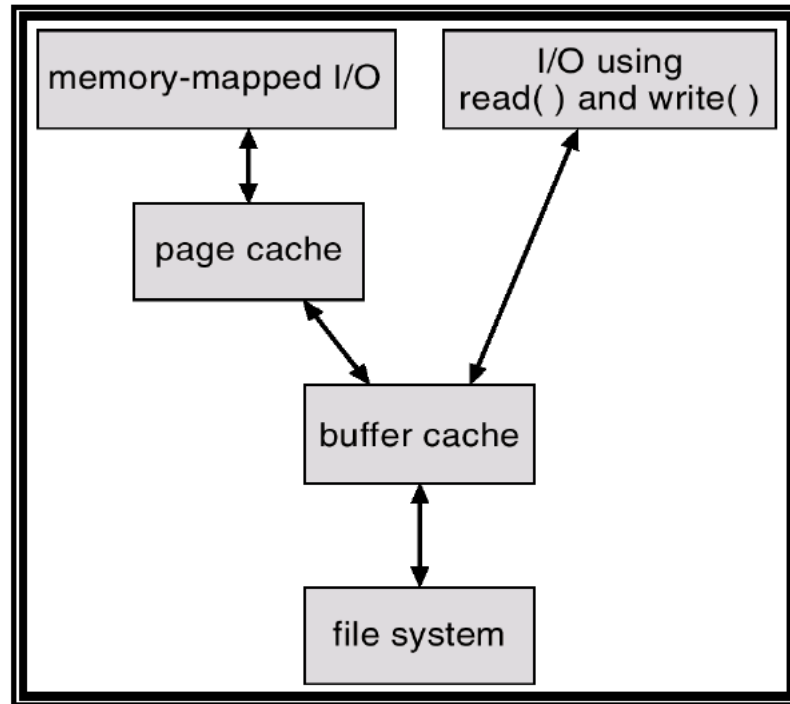 memory-mapped I/O
I/O using
read( ) and write( )
page cache
buffer cache
file system